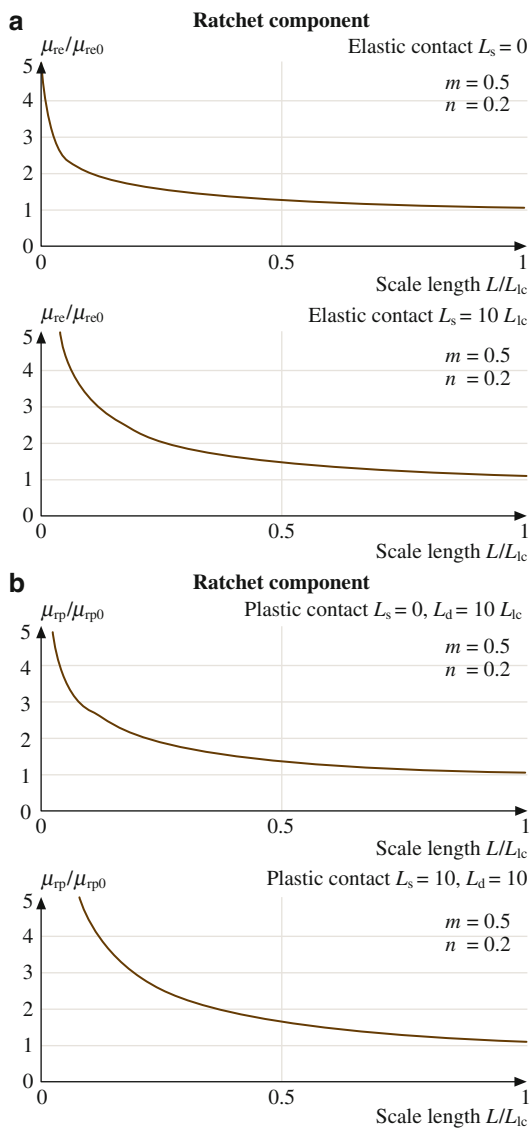 a
Ratchet component
μre/μre0
Elastic contact Ls = 0
5
m = 0.5
4
n = 0.2
3
2
1
0
0 0.5 1
Scale length L/Llc
μre/μre0
Elastic contact Ls = 10 Llc
5
m = 0.5
4
n = 0.2
3
2
1
0
0 0.5 1
Scale length L/Llc
b
Ratchet component
μrp/μrp0
Plastic contact Ls = 0, Ld = 10 Llc
5
m = 0.5
4
n = 0.2
3
2
1
0
0 0.5 1
Scale length L/Llc
μrp/μrp0
Plastic contact Ls = 10, Ld = 10
5
m = 0.5
4
n = 0.2
3
2
1
0
0 0.5 1
Scale length L/Llc